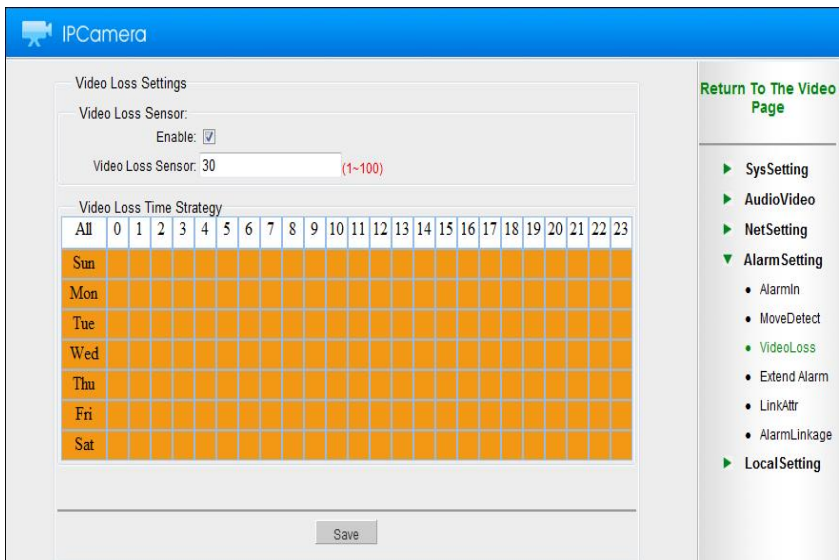 IPCamera
Video Loss Settings
Video Loss Sensor:
Enable:
Video Loss Sensor: 30 (1~100)
Video Loss Time Strategy
All 0 1 2 3 4 5 6 7 8 9 10 11 12 13 14 15 16 17 18 19 20 21 22 23
Sun
Mon
Tue
Wed
Thu
Fri
Sat
Save
Return To The Video
Page
SysSetting
AudioVideo
NetSetting
AlarmSetting
AlarmIn
MoveDetect
VideoLoss
Extend Alarm
LinkAttr
AlarmLinkage
LocalSetting